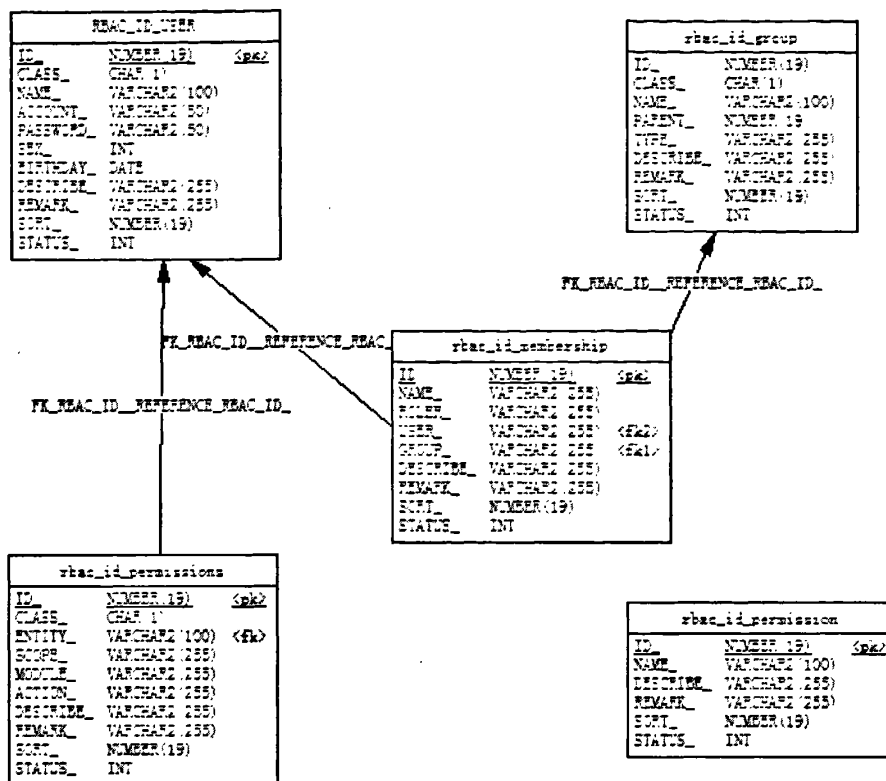 RBAC_ID_USER
ID_ NUMBER(19) <pk>
CLASS_ CHAR(1)
NAME_ VARCHAR2(100)
ACCOUNT_ VARCHAR2(50)
PASSWORD_ VARCHAR2(50)
SEX_ INT
BIRTHDAY_ DATE
DESCRIBE_ VARCHAR2(255)
REMARK_ VARCHAR2(255)
SORT_ NUMBER(19)
STATUS_ INT
rbac_id_group
ID_ NUMBER(19)
CLASS_ CHAR(1)
NAME_ VARCHAR2(100)
PARENT_ NUMBER(19)
TYPE_ VARCHAR2(255)
DESCRIBE_ VARCHAR2(255)
REMARK_ VARCHAR2(255)
SORT_ NUMBER(19)
STATUS_ INT
FK_RBAC_ID__REFERENCE_RBAC_ID_
FK_RBAC_ID__REFERENCE_RBAC_
FK_RBAC_ID__REFERENCE_RBAC_ID_
rbac_id_membership
ID NUMBER(19) <pk>
NAME_ VARCHAR2(255)
ROLER_ VARCHAR2(255)
USER_ VARCHAR2(255) <fk2>
GROUP_ VARCHAR2(255) <fk1>
DESCRIBE_ VARCHAR2(255)
REMARK_ VARCHAR2(255)
SORT_ NUMBER(19)
STATUS_ INT
rbac_id_permissions
ID_ NUMBER(19) <pk>
CLASS_ CHAR(1)
ENTITY_ VARCHAR2(100) <fk>
SCOPE_ VARCHAR2(255)
MODULE_ VARCHAR2(255)
ACTION_ VARCHAR2(255)
DESCRIBE_ VARCHAR2(255)
REMARK_ VARCHAR2(255)
SORT_ NUMBER(19)
STATUS_ INT
rbac_id_permission
ID_ NUMBER(19) <pk>
NAME_ VARCHAR2(100)
DESCRIBE_ VARCHAR2(255)
REMARK_ VARCHAR2(255)
SORT_ NUMBER(19)
STATUS_ INT